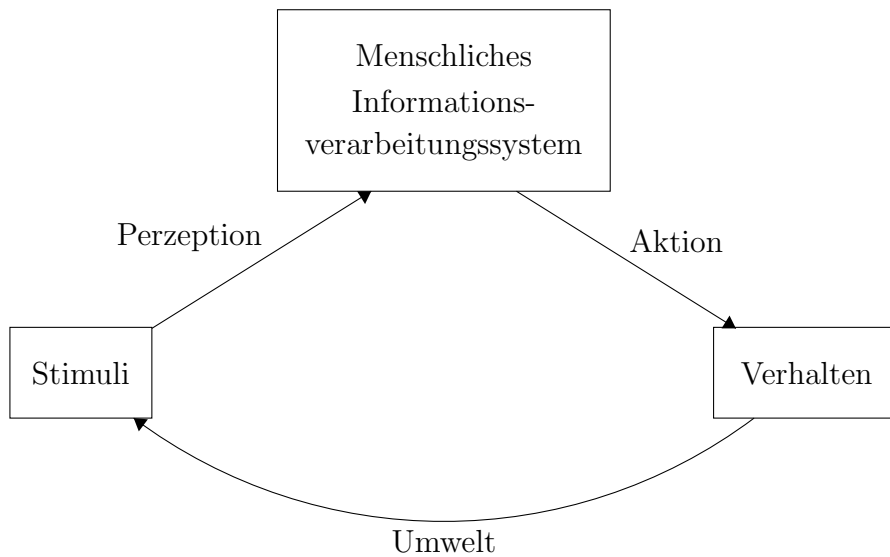 Menschliches
Informations-
verarbeitungssystem
Perzeption
Aktion
Stimuli
Verhalten
Umwelt